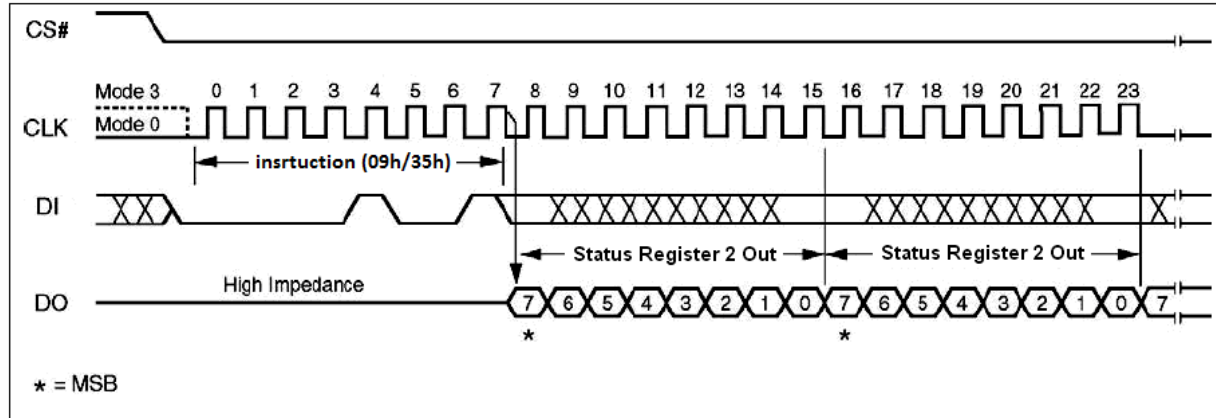 CS#
Mode 3 0 1 2 3 4 5 6 7 8 9 10 11 12 13 14 15 16 17 18 19 20 21 22 23
CLK Mode 0
insrtuction (09h/35h)
DI
Status Register 2 Out Status Register 2 Out
High Impedance
DO 7 6 5 4 3 2 1 0 7 6 5 4 3 2 1 0 7
* *
* = MSB